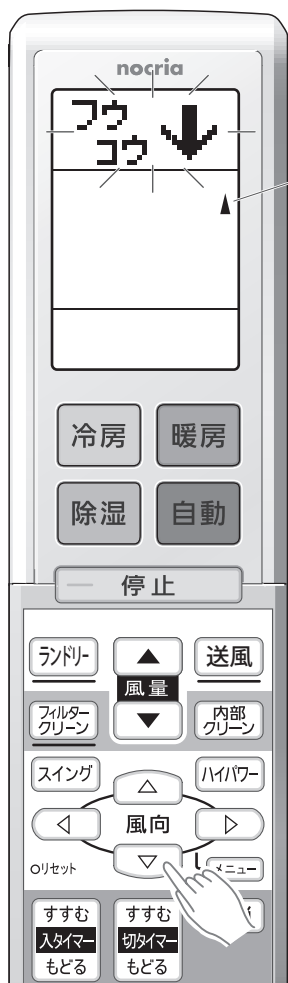 nocria
フウ
コウ
冷房 暖房
除湿 自動
停止
ランドリー 送風
風量
フィルター
クリーン
内部
クリーン
スイング ハイパワー
風向
リセット メニュー
すすむ すすむ
入タイマー 切タイマー
もどる もどる